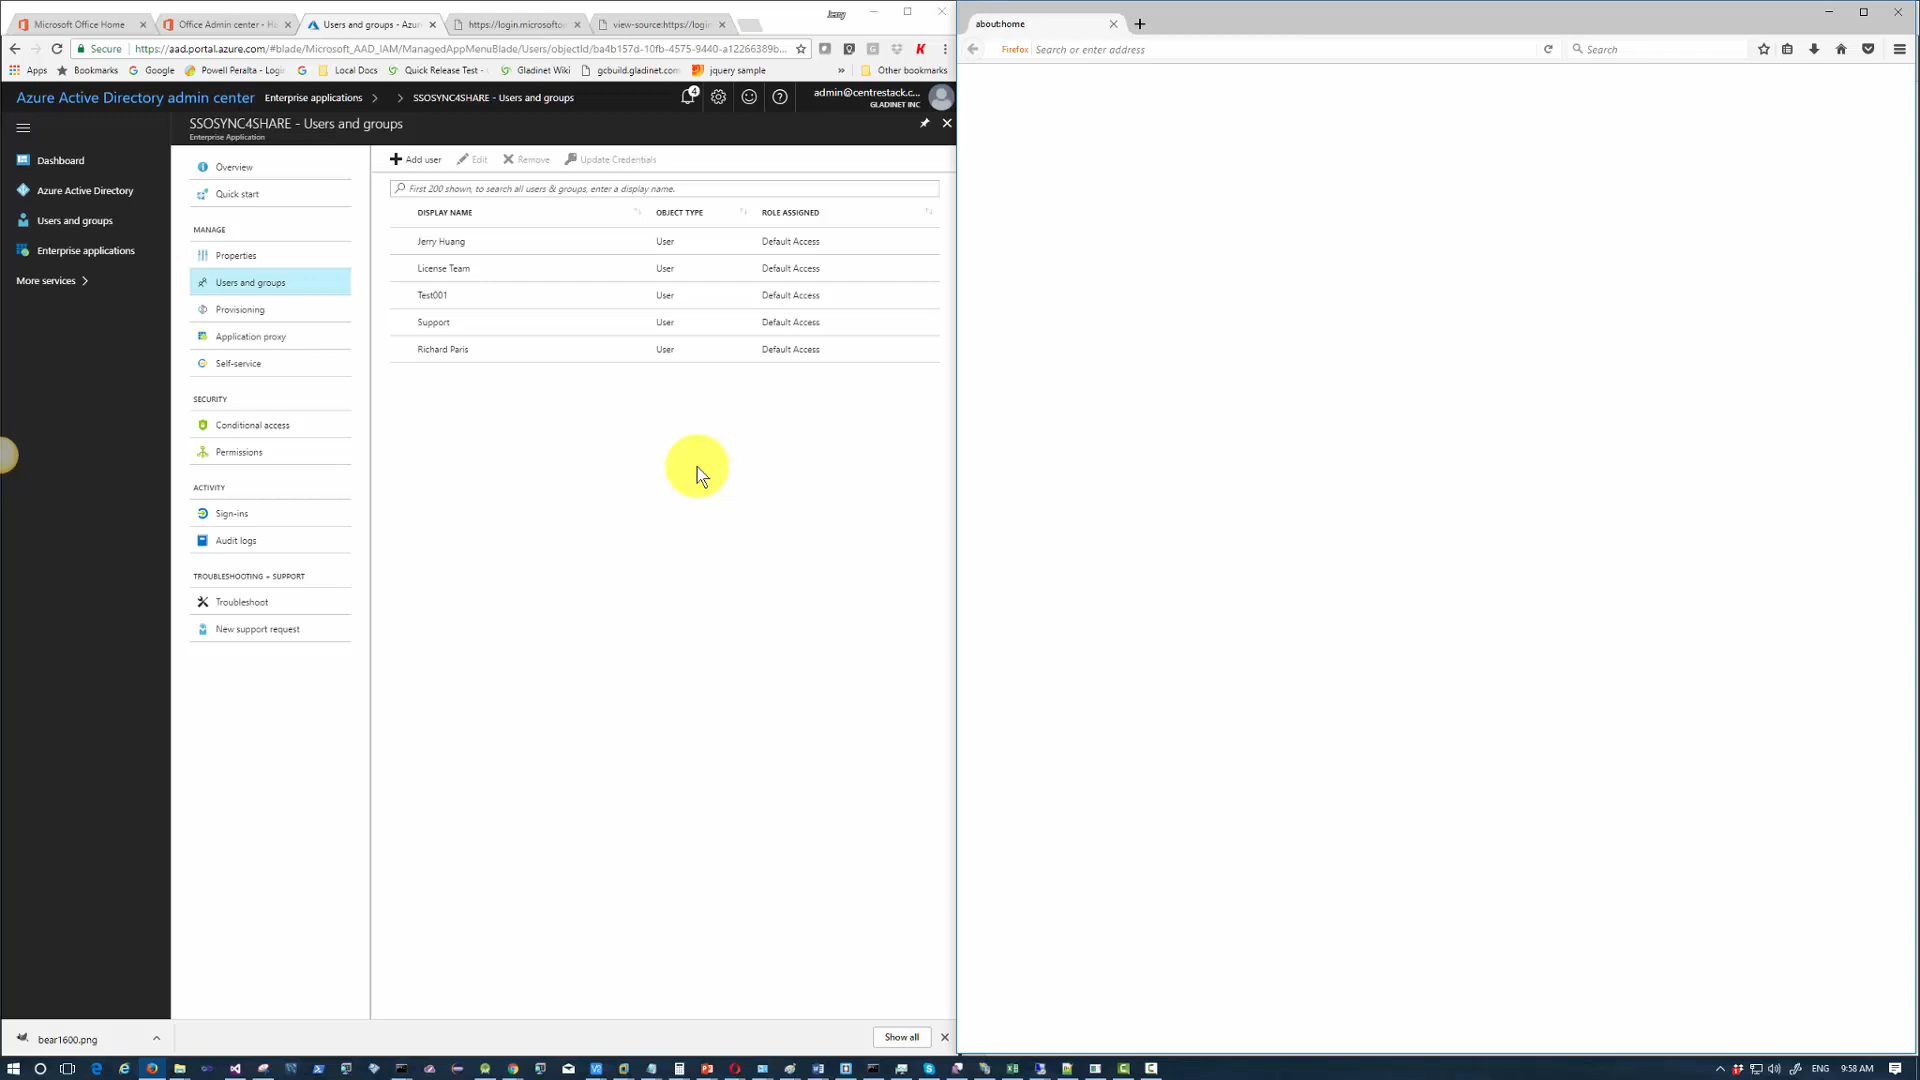 Microsoft Office Home
Office Admin center - Ha
Users and groups - Azur
https://login.microsofto
view-source:https://login
Jerry
Secure
https://aad.portal.azure.com/#blade/Microsoft_AAD_IAM/ManagedAppMenuBlade/Users/objectId/ba4b157d-10fb-4575-9440-a12266389b...
Apps
Bookmarks
Google
Powell Peralta - Login
Local Docs
Quick Release Test -
Gladinet Wiki
gcbuild.gladinet.com
jquery sample
»
Other bookmarks
Azure Active Directory admin center
Enterprise applications
SSOSYNC4SHARE - Users and groups
4
admin@centrestack.c...
GLADINET INC
SSOSYNC4SHARE - Users and groups
Enterprise Application
Dashboard
Azure Active Directory
Users and groups
Enterprise applications
More services
Overview
Quick start
MANAGE
Properties
Users and groups
Provisioning
Application proxy
Self-service
SECURITY
Conditional access
Permissions
ACTIVITY
Sign-ins
Audit logs
TROUBLESHOOTING + SUPPORT
Troubleshoot
New support request
Add user
Edit
Remove
Update Credentials
First 200 shown, to search all users & groups, enter a display name.
DISPLAY NAME OBJECT TYPE ROLE ASSIGNED
Jerry Huang User Default Access
License Team User Default Access
Test001 User Default Access
Support User Default Access
Richard Paris User Default Access
bear1600.png
Show all
about:home
Firefox
Search or enter address
Search
ENG
9:58 AM